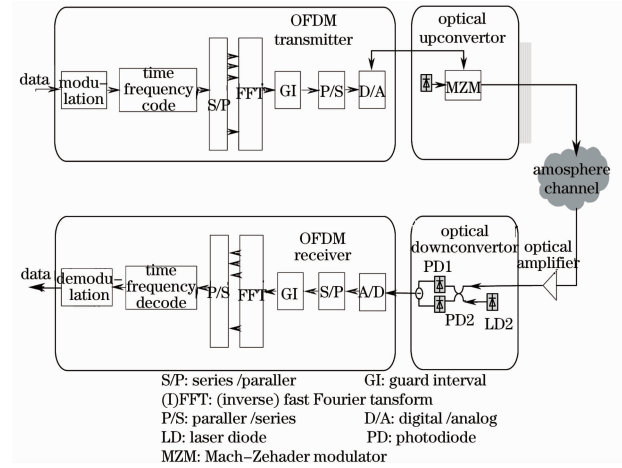 OFDM
transmitter
optical
upconvertor
data
modu-
lation
time
frequency
code
S/P
FFT
GI
P/S
D/A
MZM
amosphere
channel
OFDM
receiver
optical
downconvertor
optical
amplifier
data
demodu-
lation
time
frequency
decode
P/S
FFT
GI
S/P
A/D
PD1
PD2
LD2
S/P: series /paraller GI: guard interval
(I)FFT: (inverse) fast Fourier tansform
P/S: paraller /series D/A: digital /analog
LD: laser diode PD: photodiode
MZM: Mach-Zehader modulator